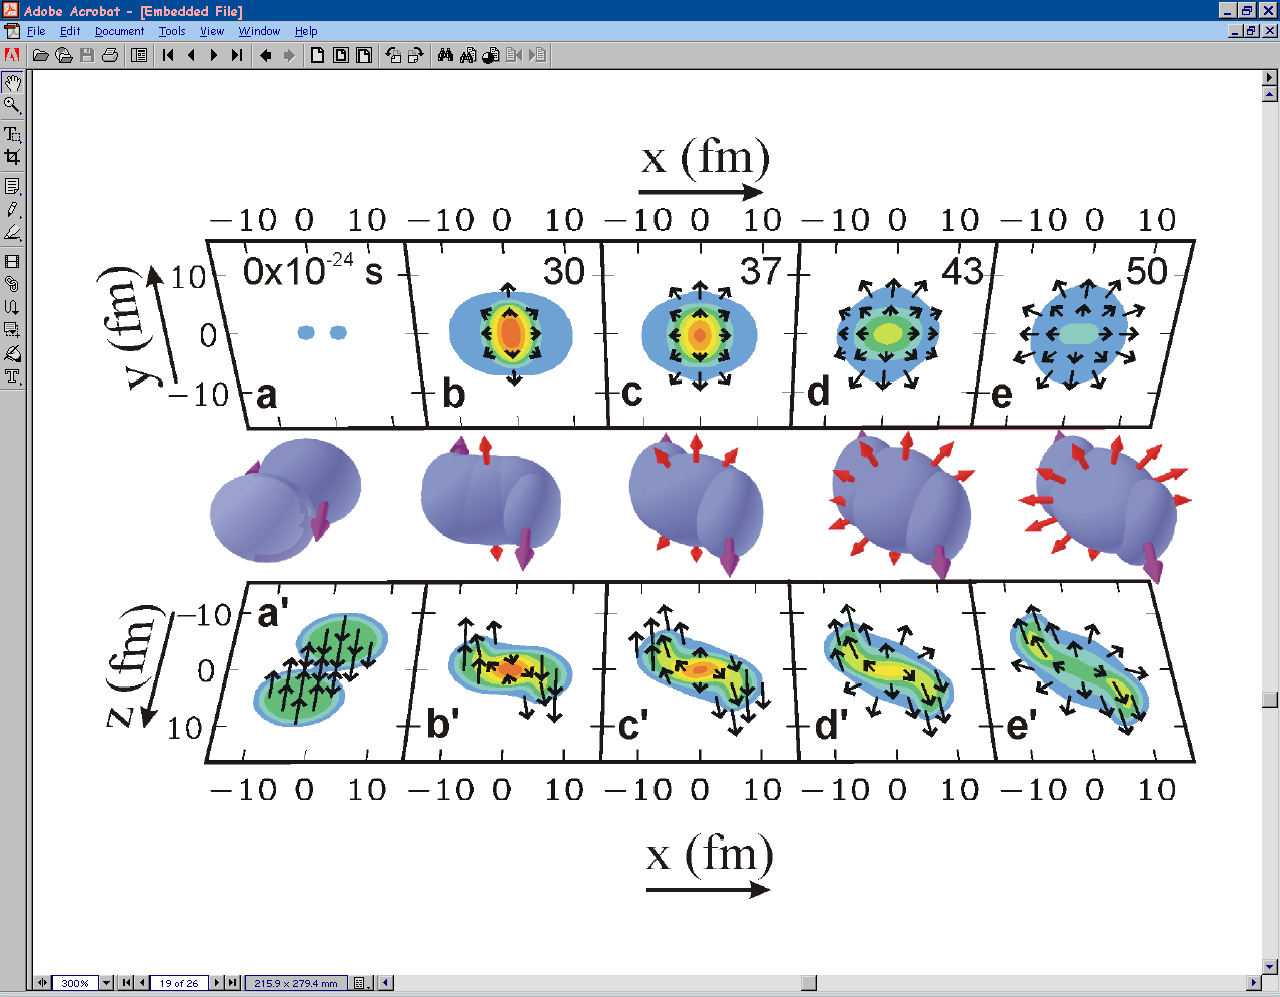 Adobe Acrobat - [Embedded File]
File Edit Document Tools View Window Help
x (fm)
−10 0 10 −10 0 10 −10 0 10 −10 0 10 −10 0 10
y (fm)
10
0
−10
0x10-24 s 30 37 43 50
a b c d e
z (fm)
−10
0
10
a' b' c' d' e'
−10 0 10 −10 0 10 −10 0 10 −10 0 10 −10 0 10
x (fm)
300% 19 of 26 215.9 x 279.4 mm